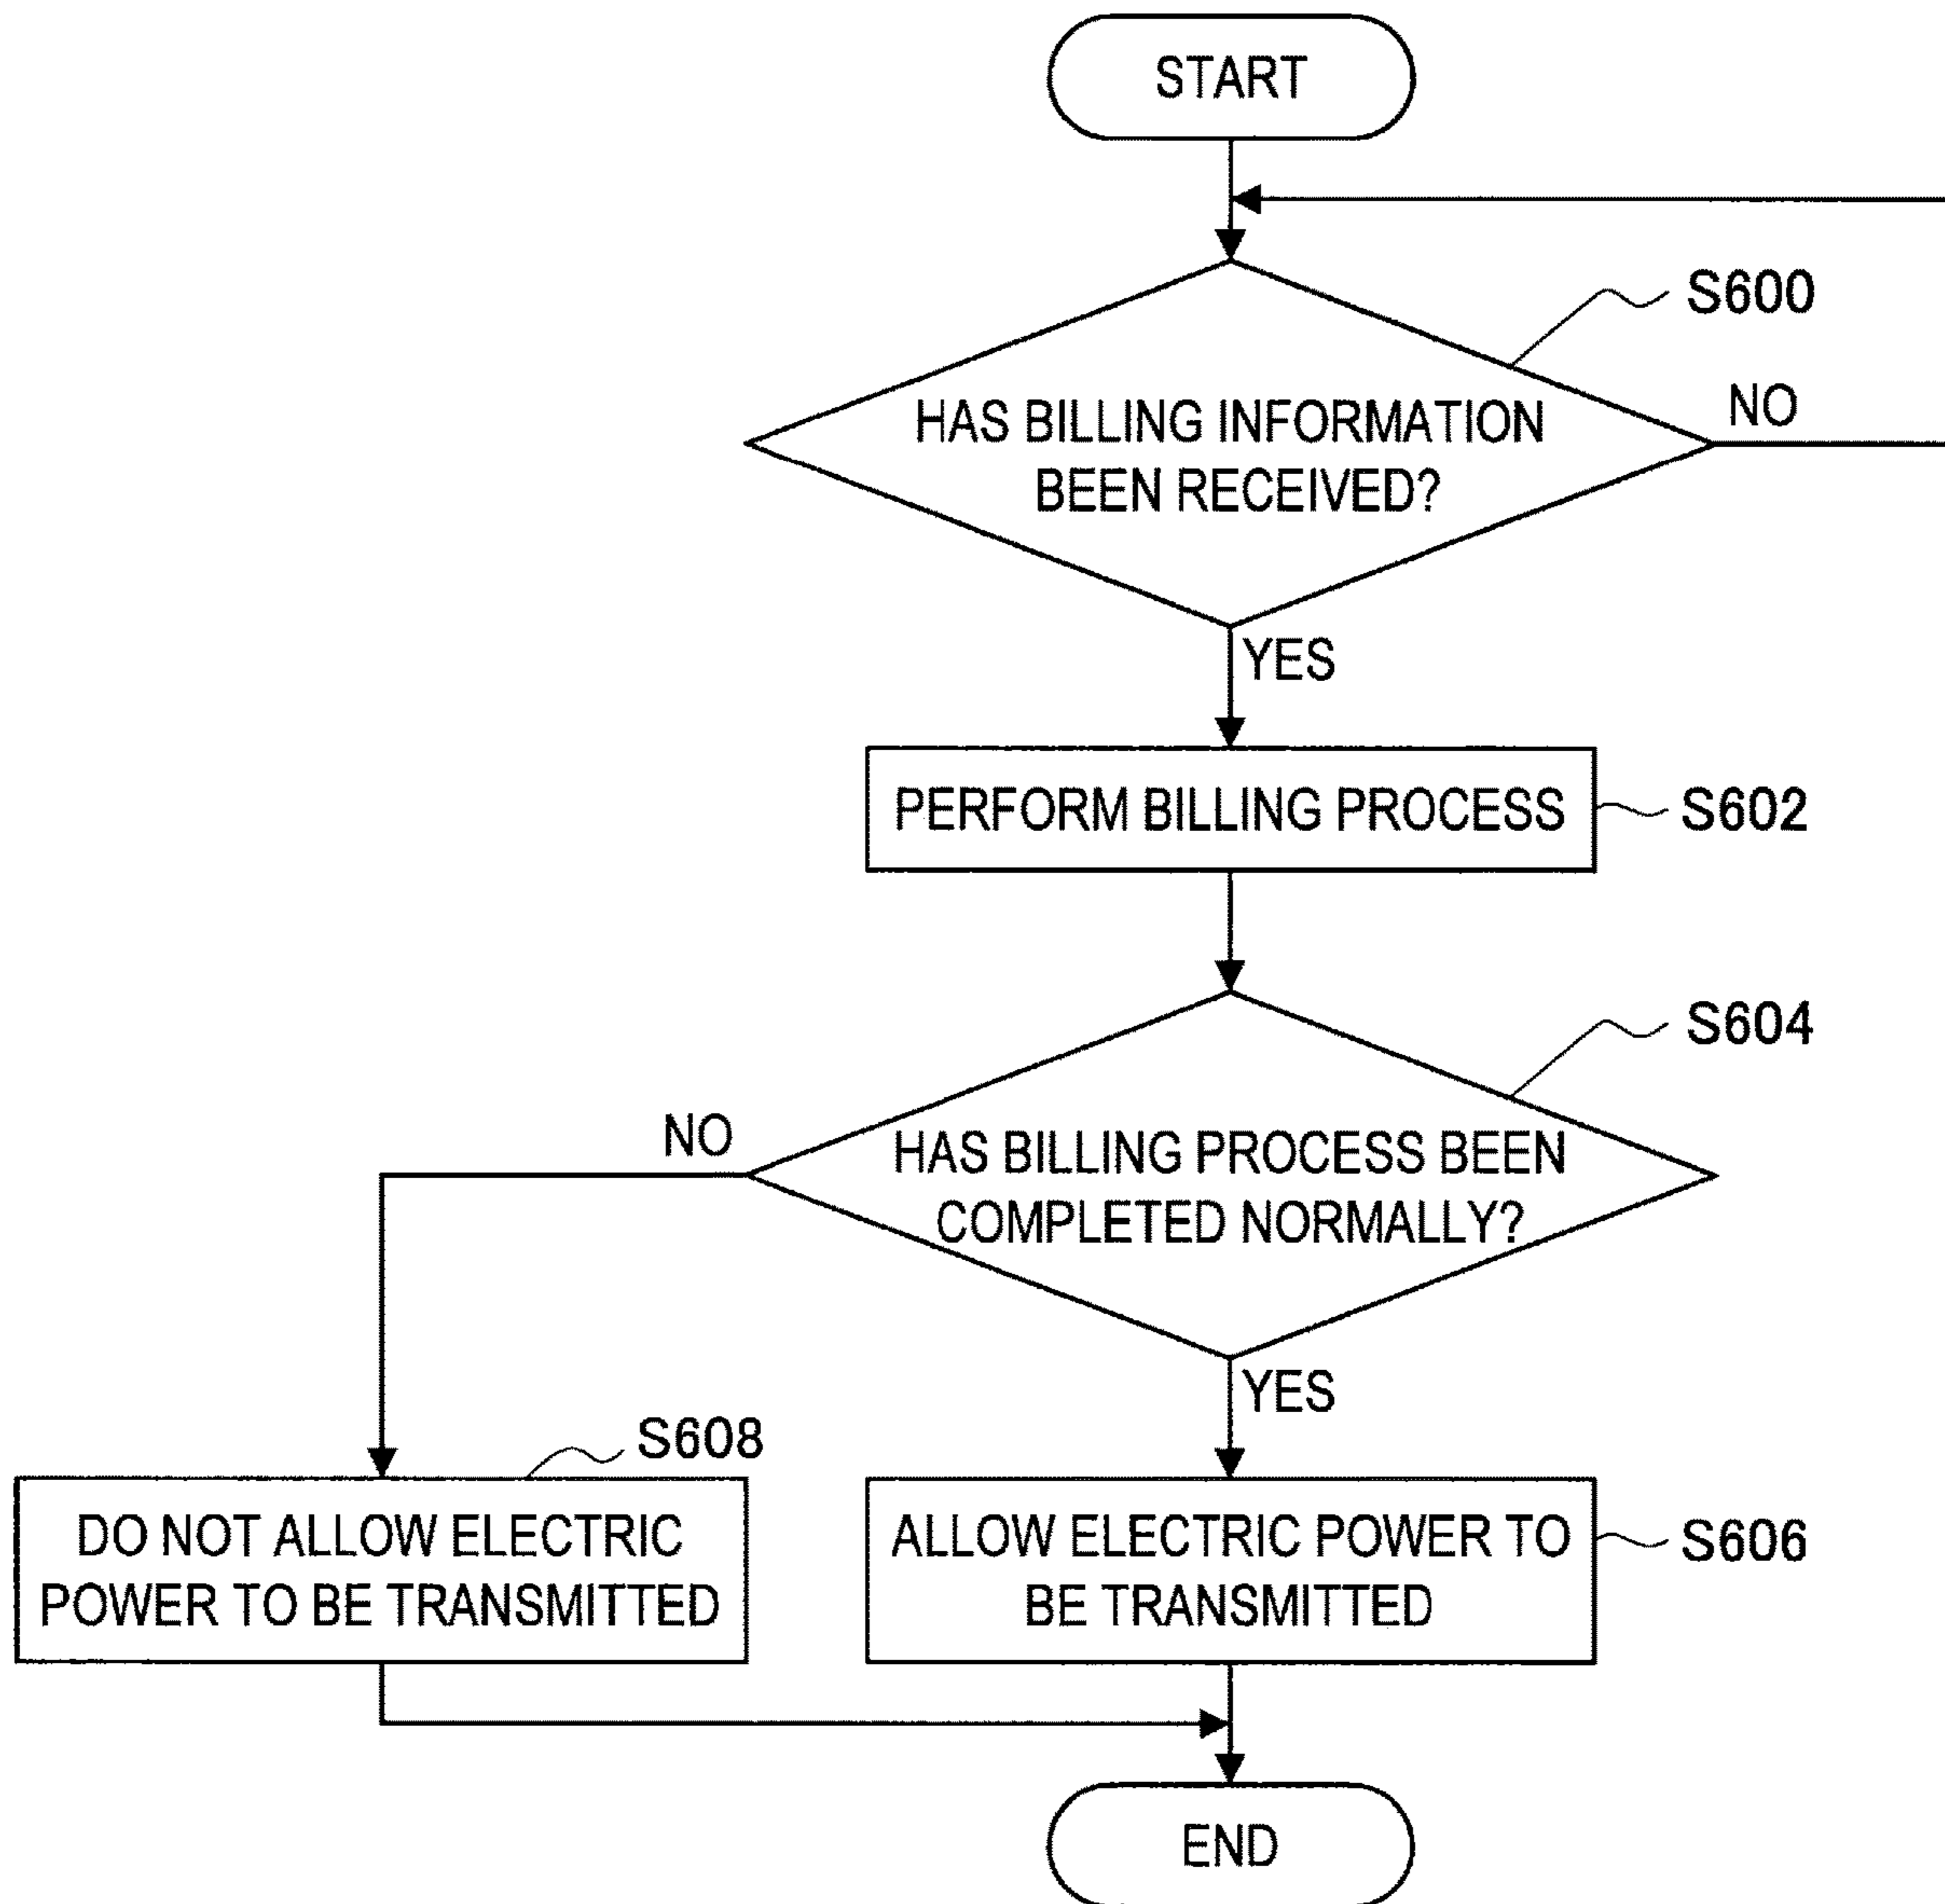 START
S600
HAS BILLING INFORMATION
BEEN RECEIVED?
NO
YES
PERFORM BILLING PROCESS
S602
S604
NO
HAS BILLING PROCESS BEEN
COMPLETED NORMALLY?
YES
S608
DO NOT ALLOW ELECTRIC
POWER TO BE TRANSMITTED
ALLOW ELECTRIC POWER TO
BE TRANSMITTED
S606
END